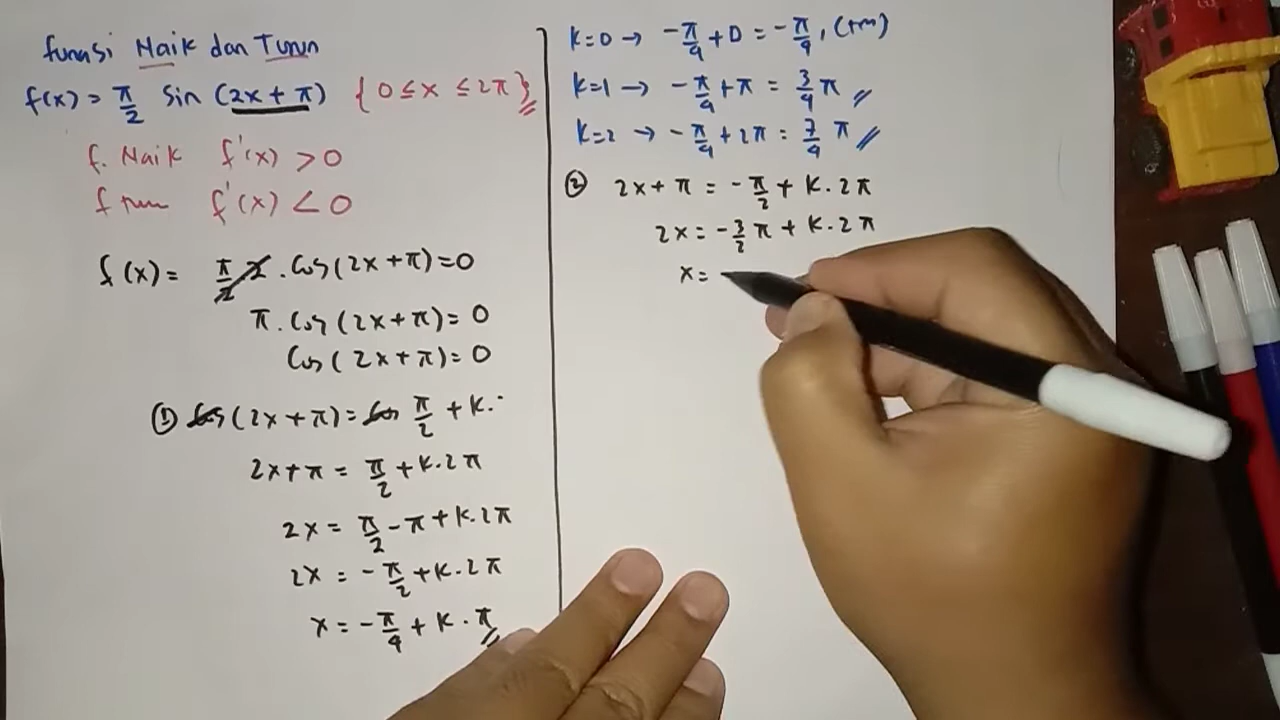 fungsi Naik dan Turun
f(x) = π/2 sin (2x + π) {0 ≤ x ≤ 2π}
f. Naik f'(x) > 0
f turun f'(x) < 0
f (x) = π/2 2 . Cos (2x + π) = 0
π . Cos (2x + π) = 0
Cos (2x + π) = 0
① Cos (2x + π) = Cos π/2 + k.
2x + π = π/2 + k. 2π
2x = π/2 - π + k. 2π
2x = - π/2 + k. 2π
x = - π/4 + k . π
k=0 → - π/4 + 0 = - π/4, (tm)
k=1 → - π/4 + π = 3/4 π
k=2 → - π/4 + 2π = 7/4 π
② 2x + π = - π/2 + k. 2π
2x = - 3/2 π + k. 2π
x =